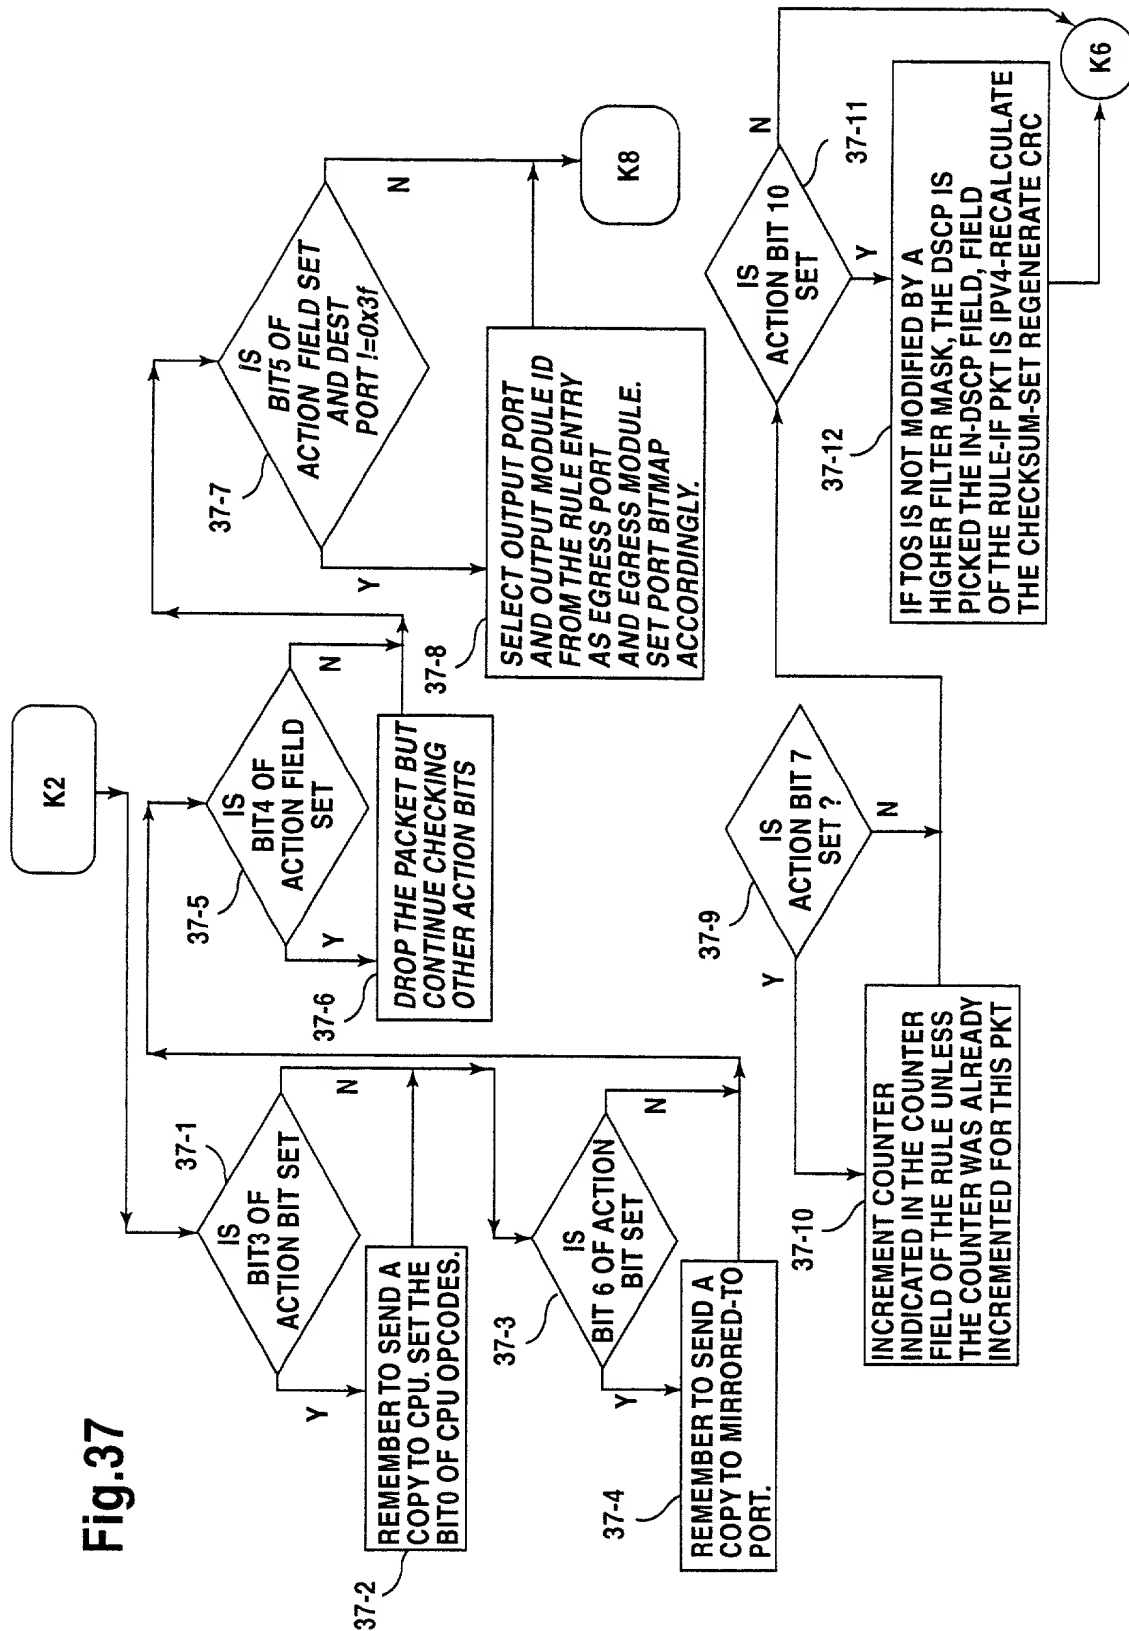 Fig.37
K2
37-1
IS
BIT3 OF
ACTION BIT SET
Y
N
37-2
REMEMBER TO SEND A
COPY TO CPU. SET THE
BIT0 OF CPU OPCODES.
37-3
IS
BIT 6 OF ACTION
BIT SET
Y
N
37-4
REMEMBER TO SEND A
COPY TO MIRRORED-TO
PORT.
37-5
IS
BIT4 OF
ACTION FIELD
SET
Y
N
37-6
DROP THE PACKET BUT
CONTINUE CHECKING
OTHER ACTION BITS
37-7
IS
BIT5 OF
ACTION FIELD SET
AND DEST
PORT !=0x3f
Y
N
37-8
SELECT OUTPUT PORT
AND OUTPUT MODULE ID
FROM THE RULE ENTRY
AS EGRESS PORT
AND EGRESS MODULE.
SET PORT BITMAP
ACCORDINGLY.
K8
37-9
IS
ACTION BIT 7
SET ?
Y
N
37-10
INCREMENT COUNTER
INDICATED IN THE COUNTER
FIELD OF THE RULE UNLESS
THE COUNTER WAS ALREADY
INCREMENTED FOR THIS PKT
37-11
IS
ACTION BIT 10
SET
N
Y
37-12
IF TOS IS NOT MODIFIED BY A
HIGHER FILTER MASK, THE DSCP IS
PICKED THE IN-DSCP FIELD, FIELD
OF THE RULE-IF PKT IS IPV4-RECALCULATE
THE CHECKSUM-SET REGENERATE CRC
K6